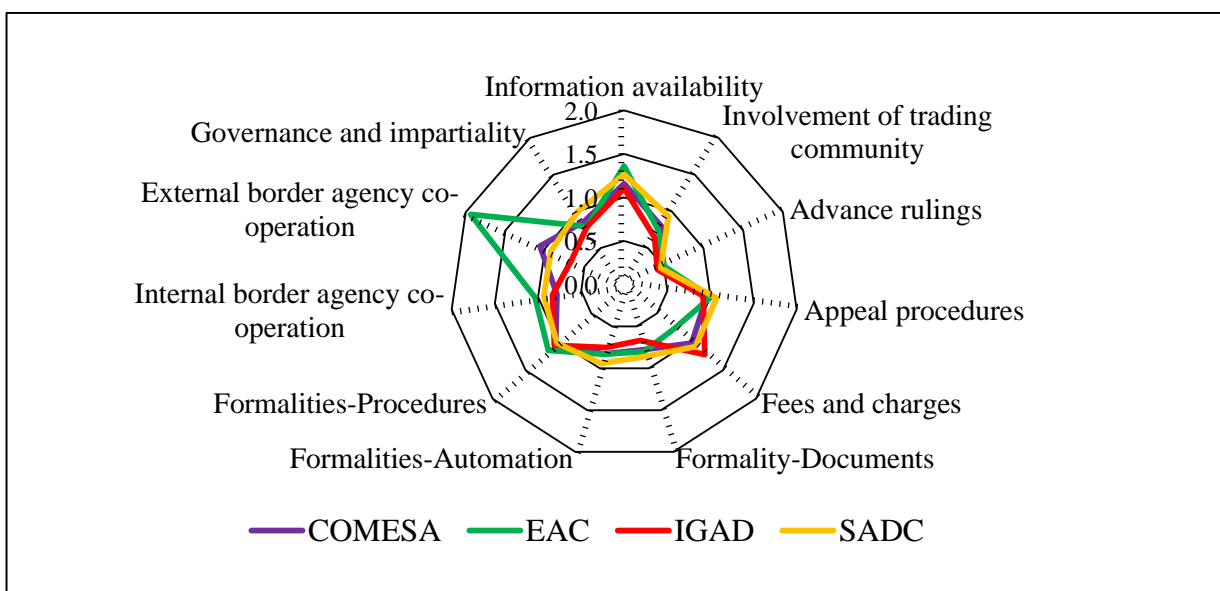 Information availability
2.0
Involvement of trading
community
Governance and impartiality
1.5
External border agency co-
operation
1.0
Advance rulings
0.5
Internal border agency co-
operation
0.0
Appeal procedures
Formalities-Procedures
Fees and charges
Formalities-Automation
Formality-Documents
COMESA
EAC
IGAD
SADC